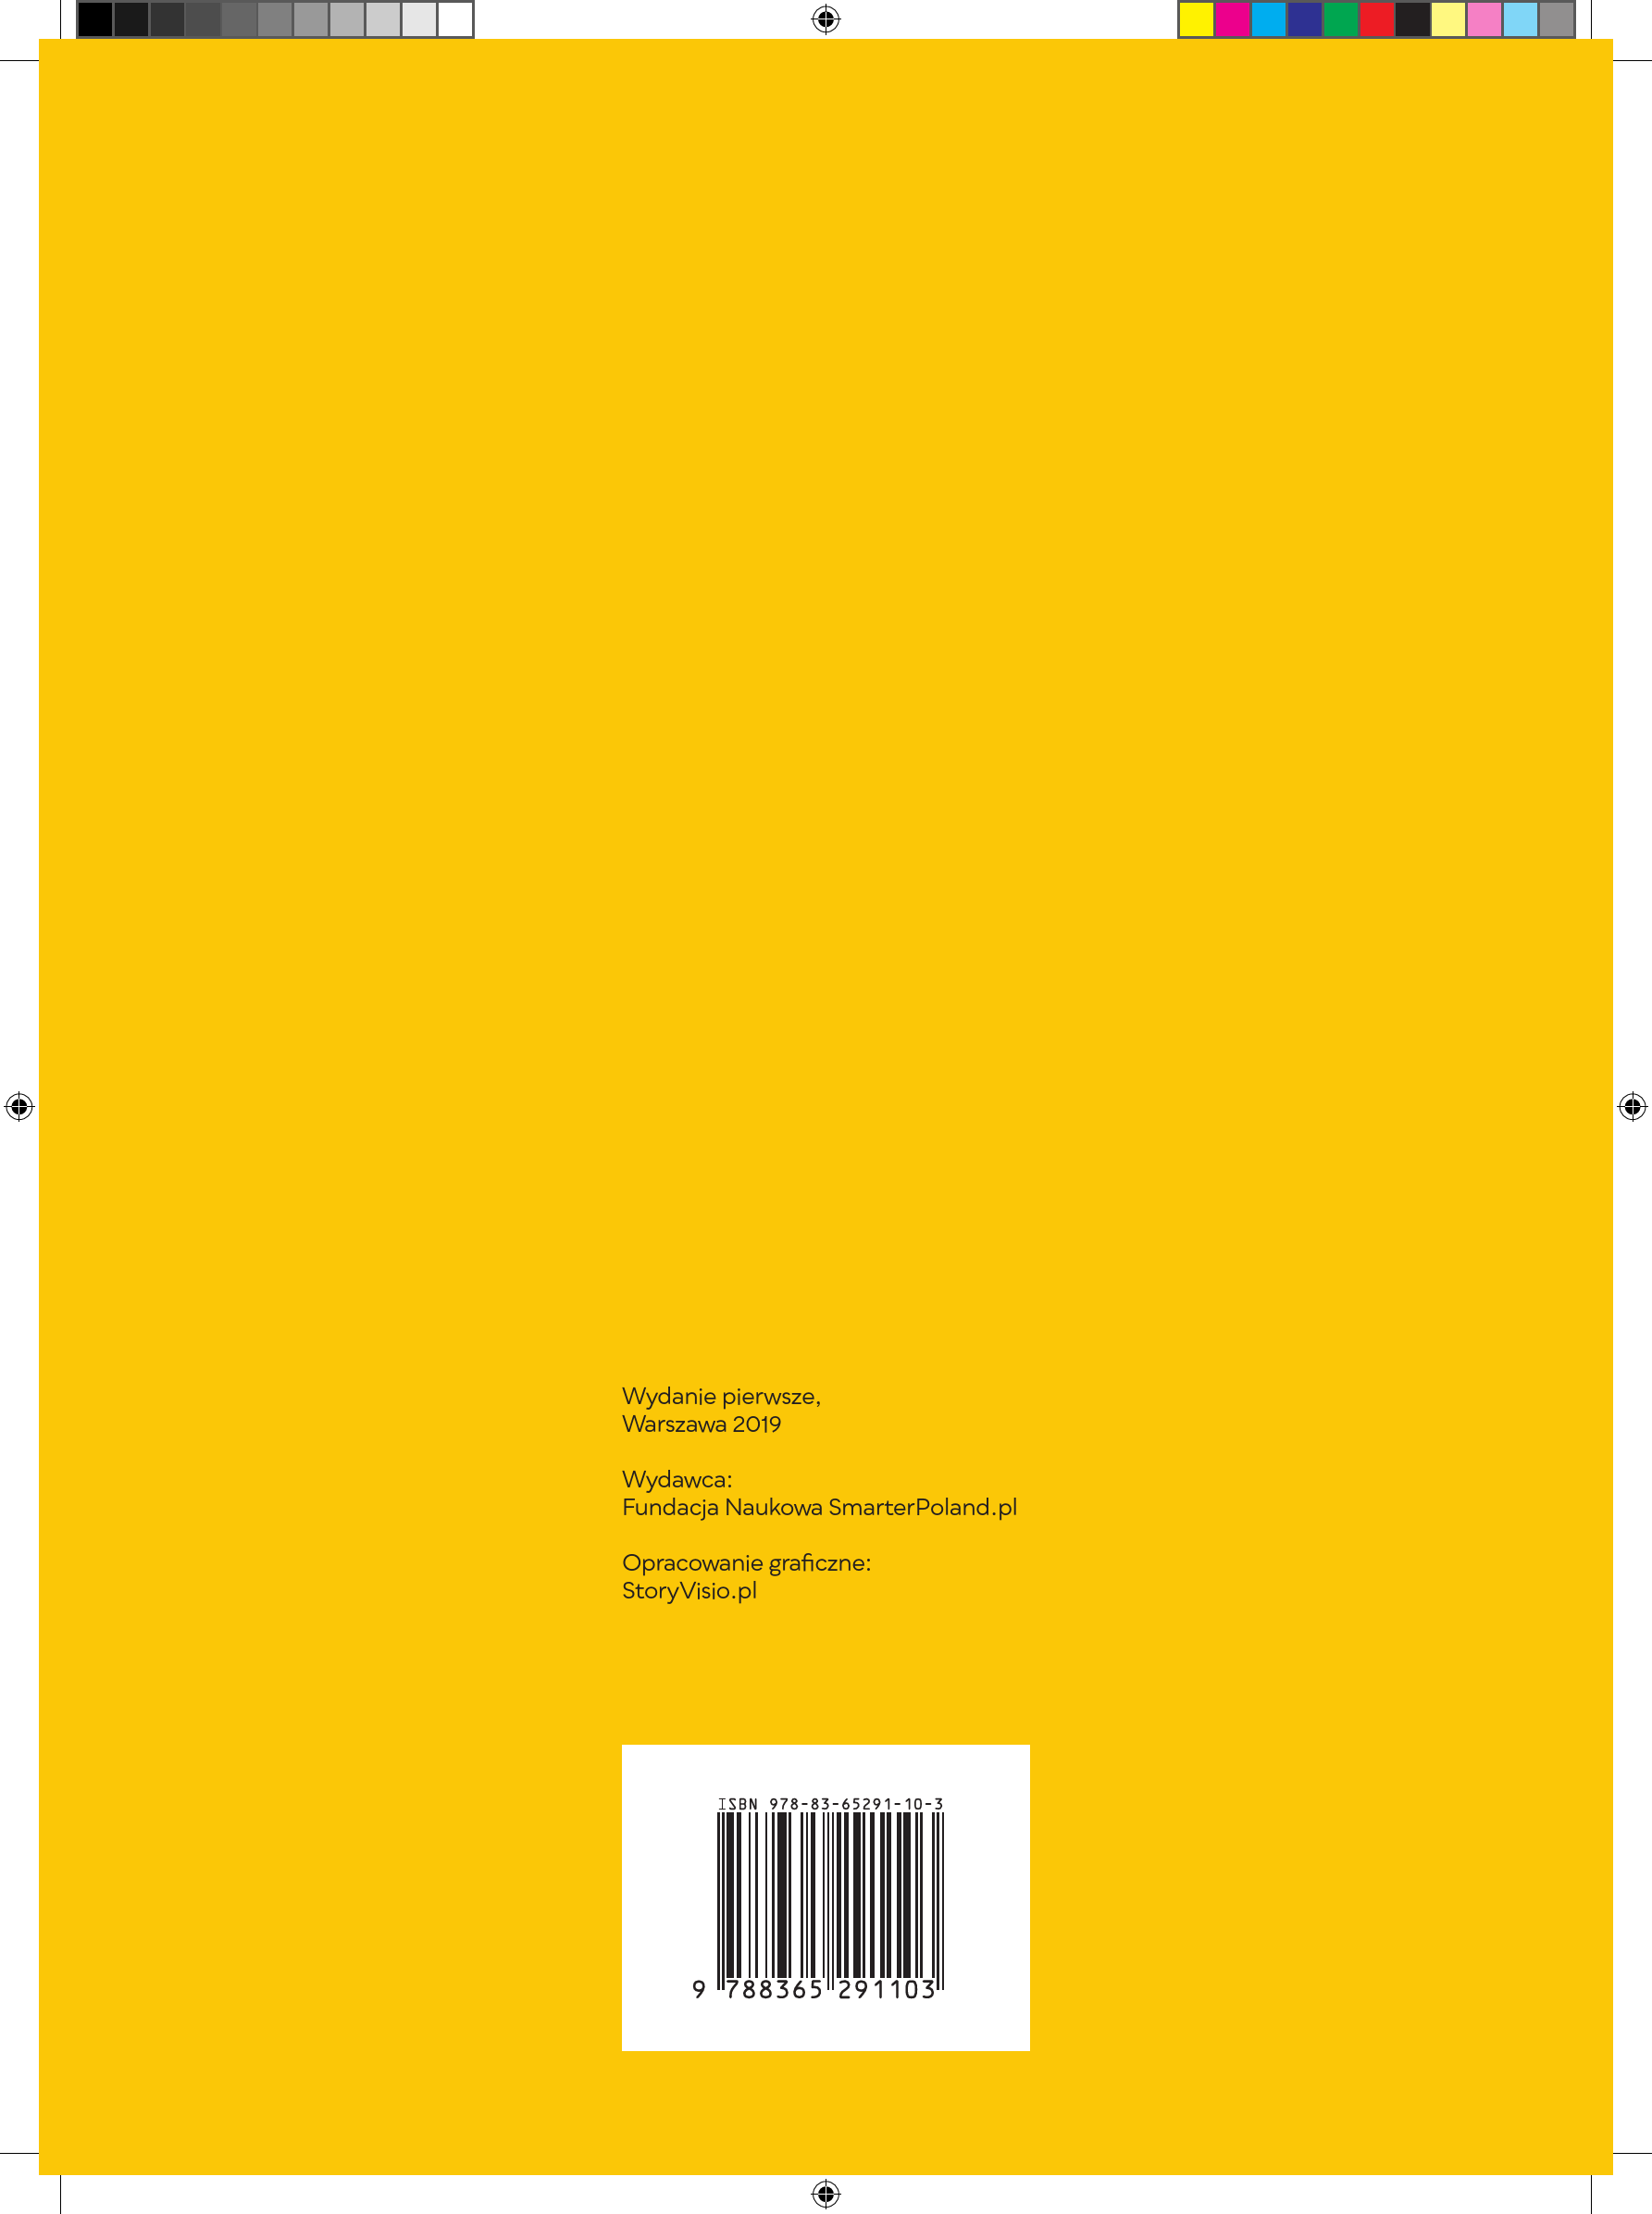 Wydanie pierwsze,
Warszawa 2019
Wydawca:
Fundacja Naukowa SmarterPoland.pl
Opracowanie graficzne:
StoryVisio.pl
ISBN 978-83-65291-10-3
9 788365 291103